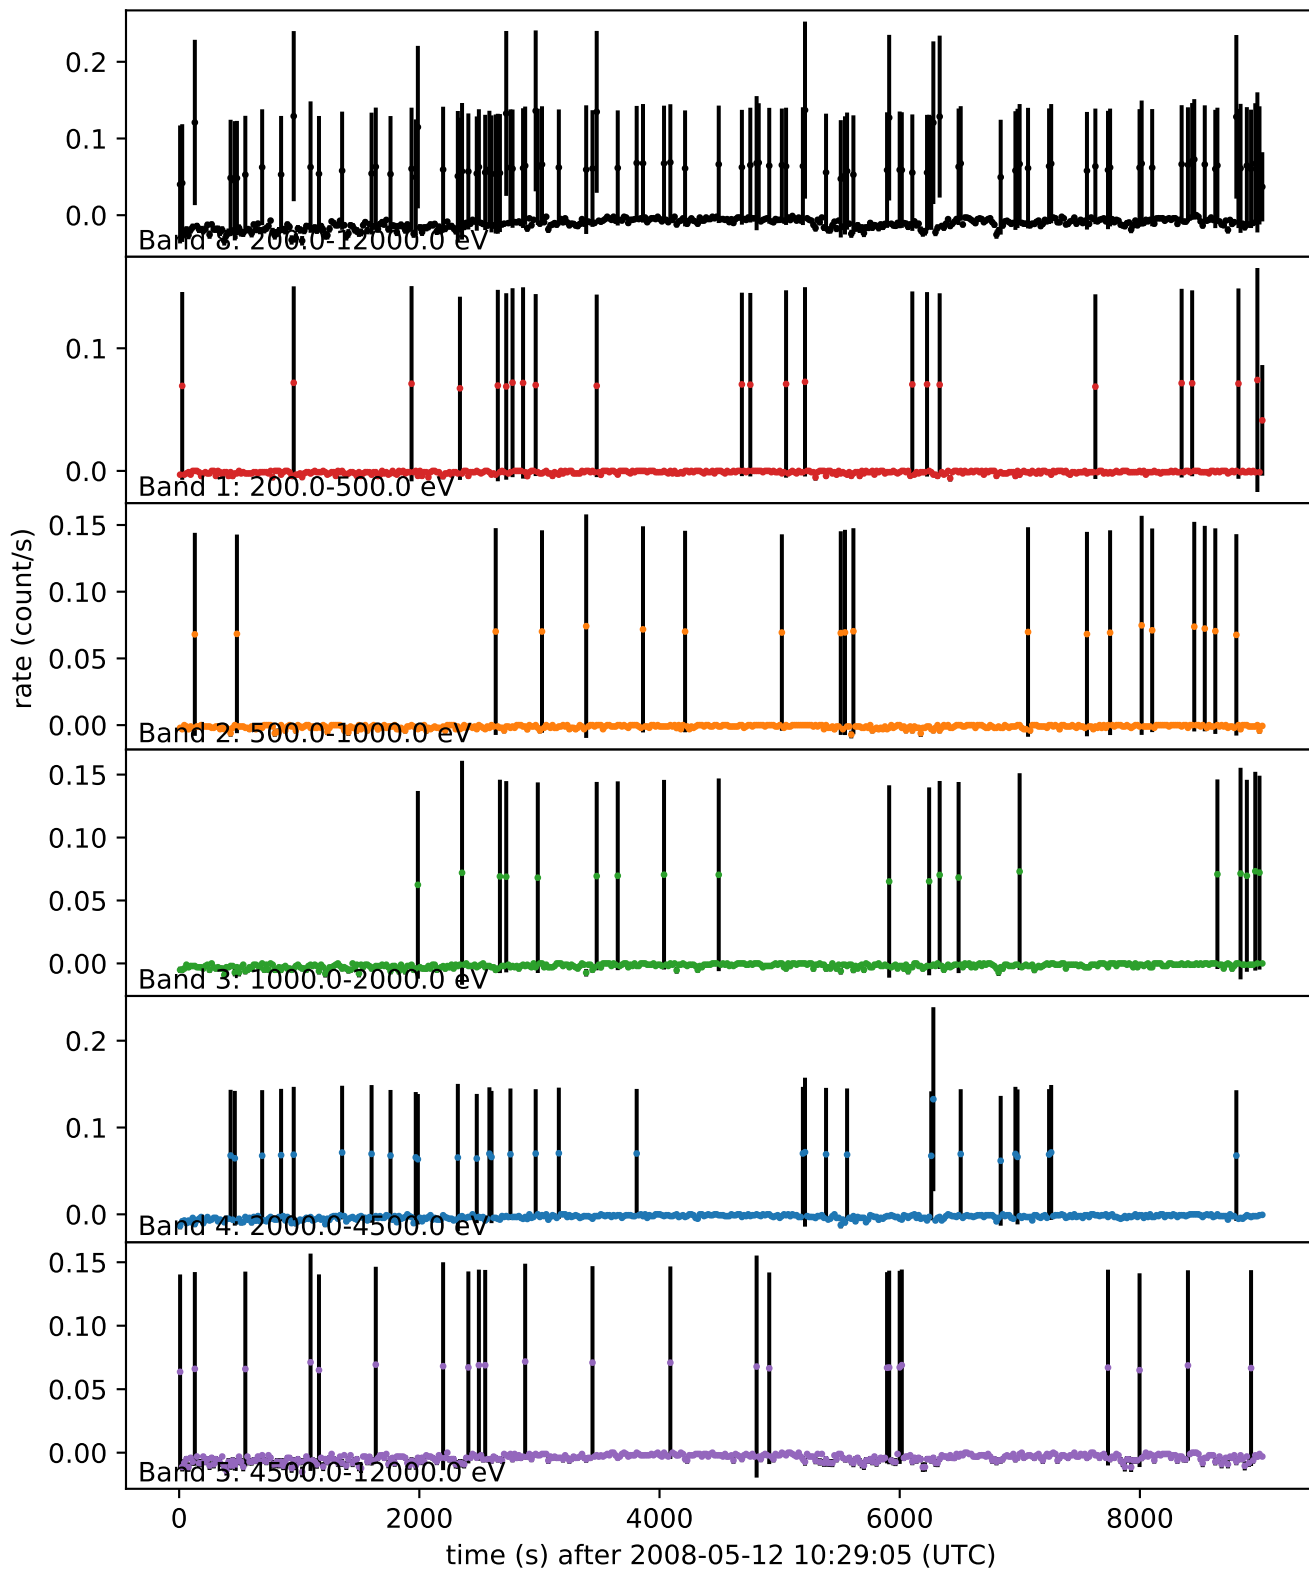 0.2
0.1
0.0
Band 8: 200.0-12000.0 eV
0.1
0.0
Band 1: 200.0-500.0 eV
0.15
0.10
0.05
0.00
Band 2: 500.0-1000.0 eV
rate (count/s)
0.15
0.10
0.05
0.00
Band 3: 1000.0-2000.0 eV
0.2
0.1
0.0
Band 4: 2000.0-4500.0 eV
0.15
0.10
0.05
0.00
Band 5: 4500.0-12000.0 eV
0 2000 4000 6000 8000
time (s) after 2008-05-12 10:29:05 (UTC)